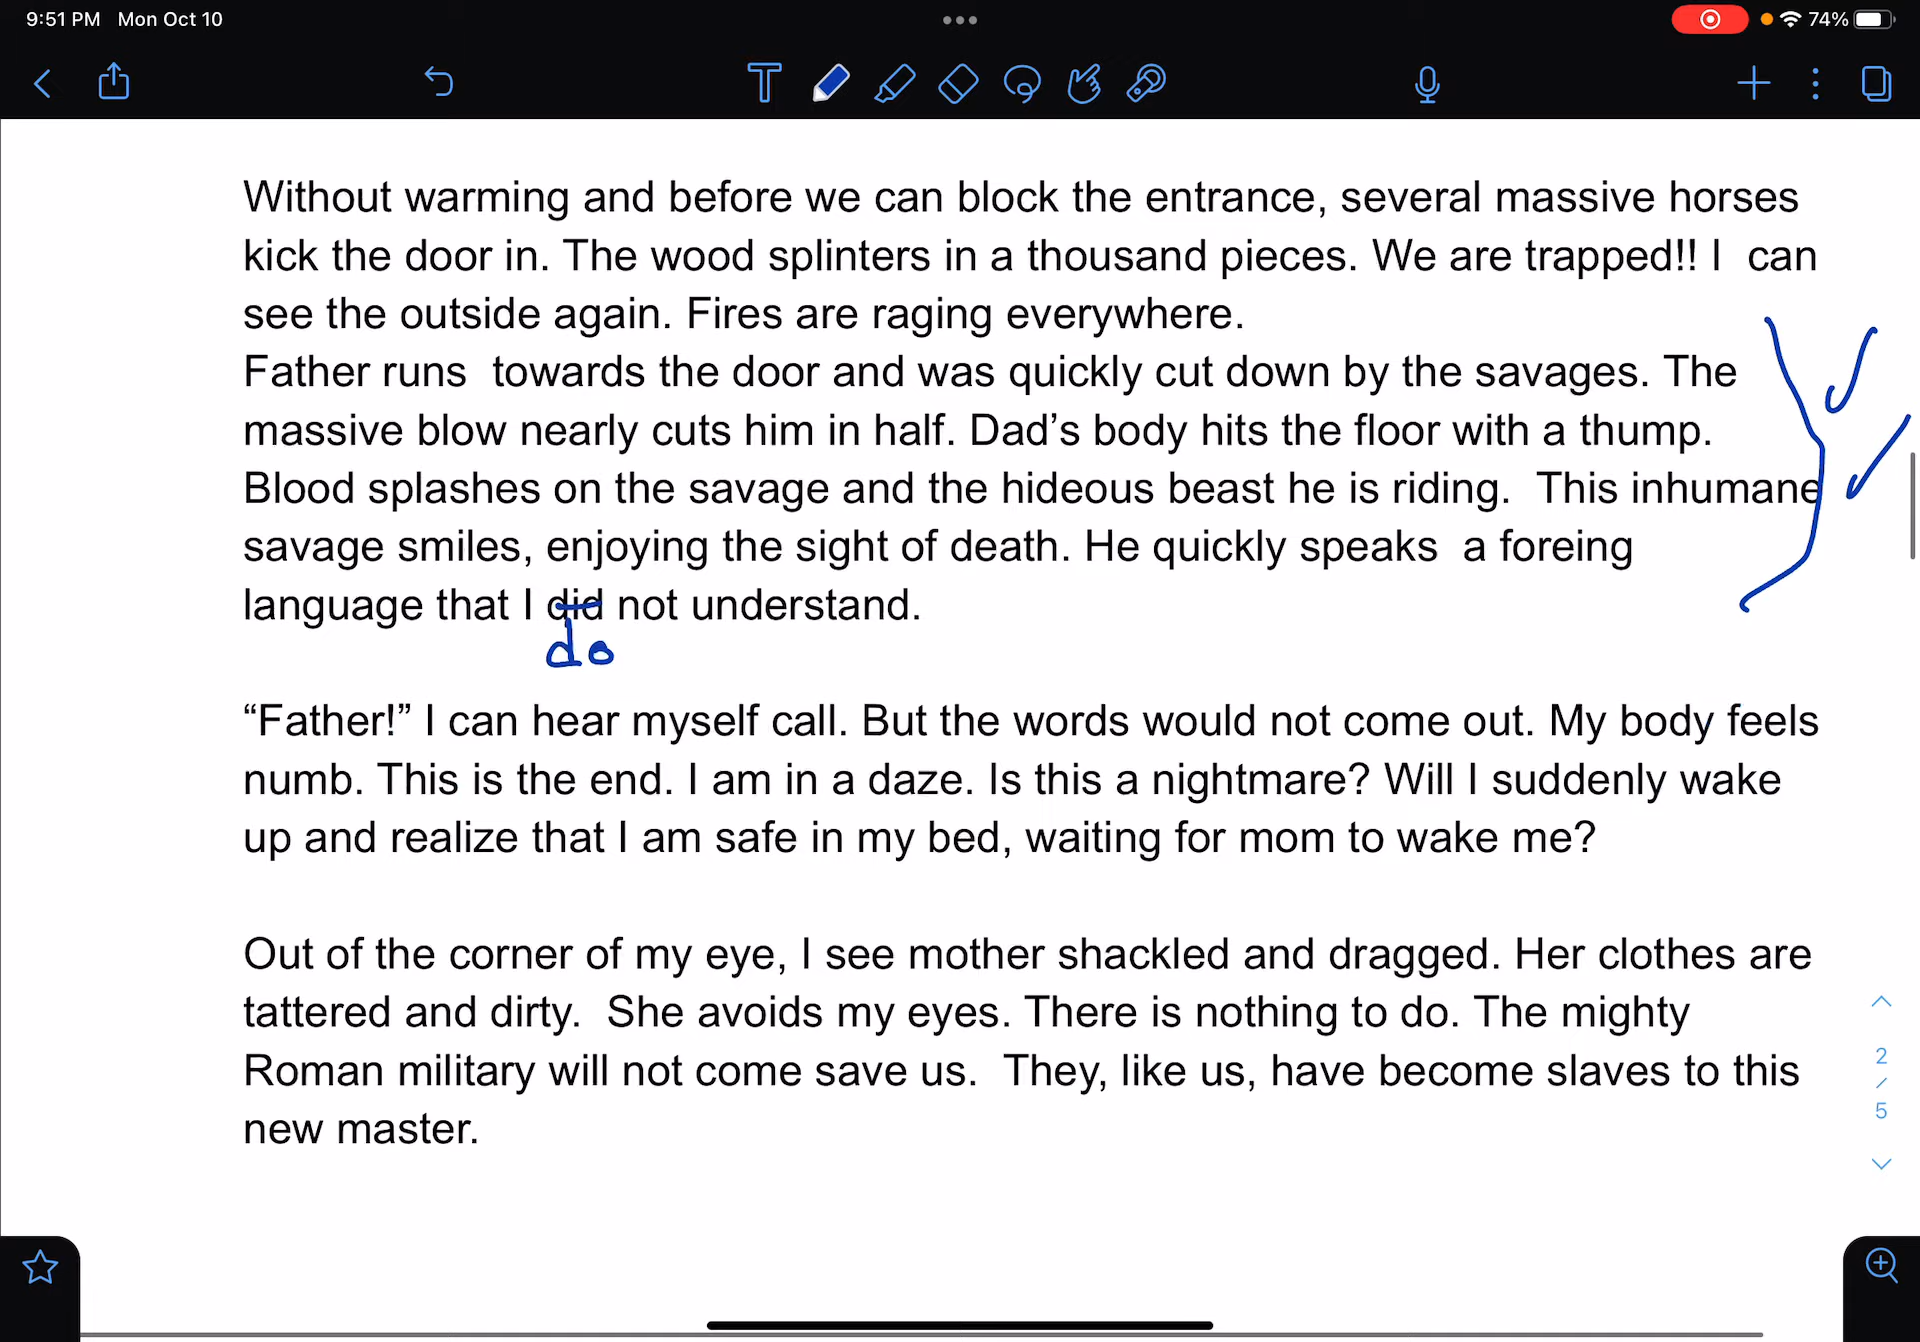 9:51 PM Mon Oct 10
74%
Without warming and before we can block the entrance, several massive horses
kick the door in. The wood splinters in a thousand pieces. We are trapped!! I can
see the outside again. Fires are raging everywhere.
Father runs towards the door and was quickly cut down by the savages. The
massive blow nearly cuts him in half. Dad’s body hits the floor with a thump.
Blood splashes on the savage and the hideous beast he is riding. This inhumane
savage smiles, enjoying the sight of death. He quickly speaks a foreing
language that I did not understand.
do
“Father!” I can hear myself call. But the words would not come out. My body feels
numb. This is the end. I am in a daze. Is this a nightmare? Will I suddenly wake
up and realize that I am safe in my bed, waiting for mom to wake me?
Out of the corner of my eye, I see mother shackled and dragged. Her clothes are
tattered and dirty. She avoids my eyes. There is nothing to do. The mighty
Roman military will not come save us. They, like us, have become slaves to this
new master.
2
/
5